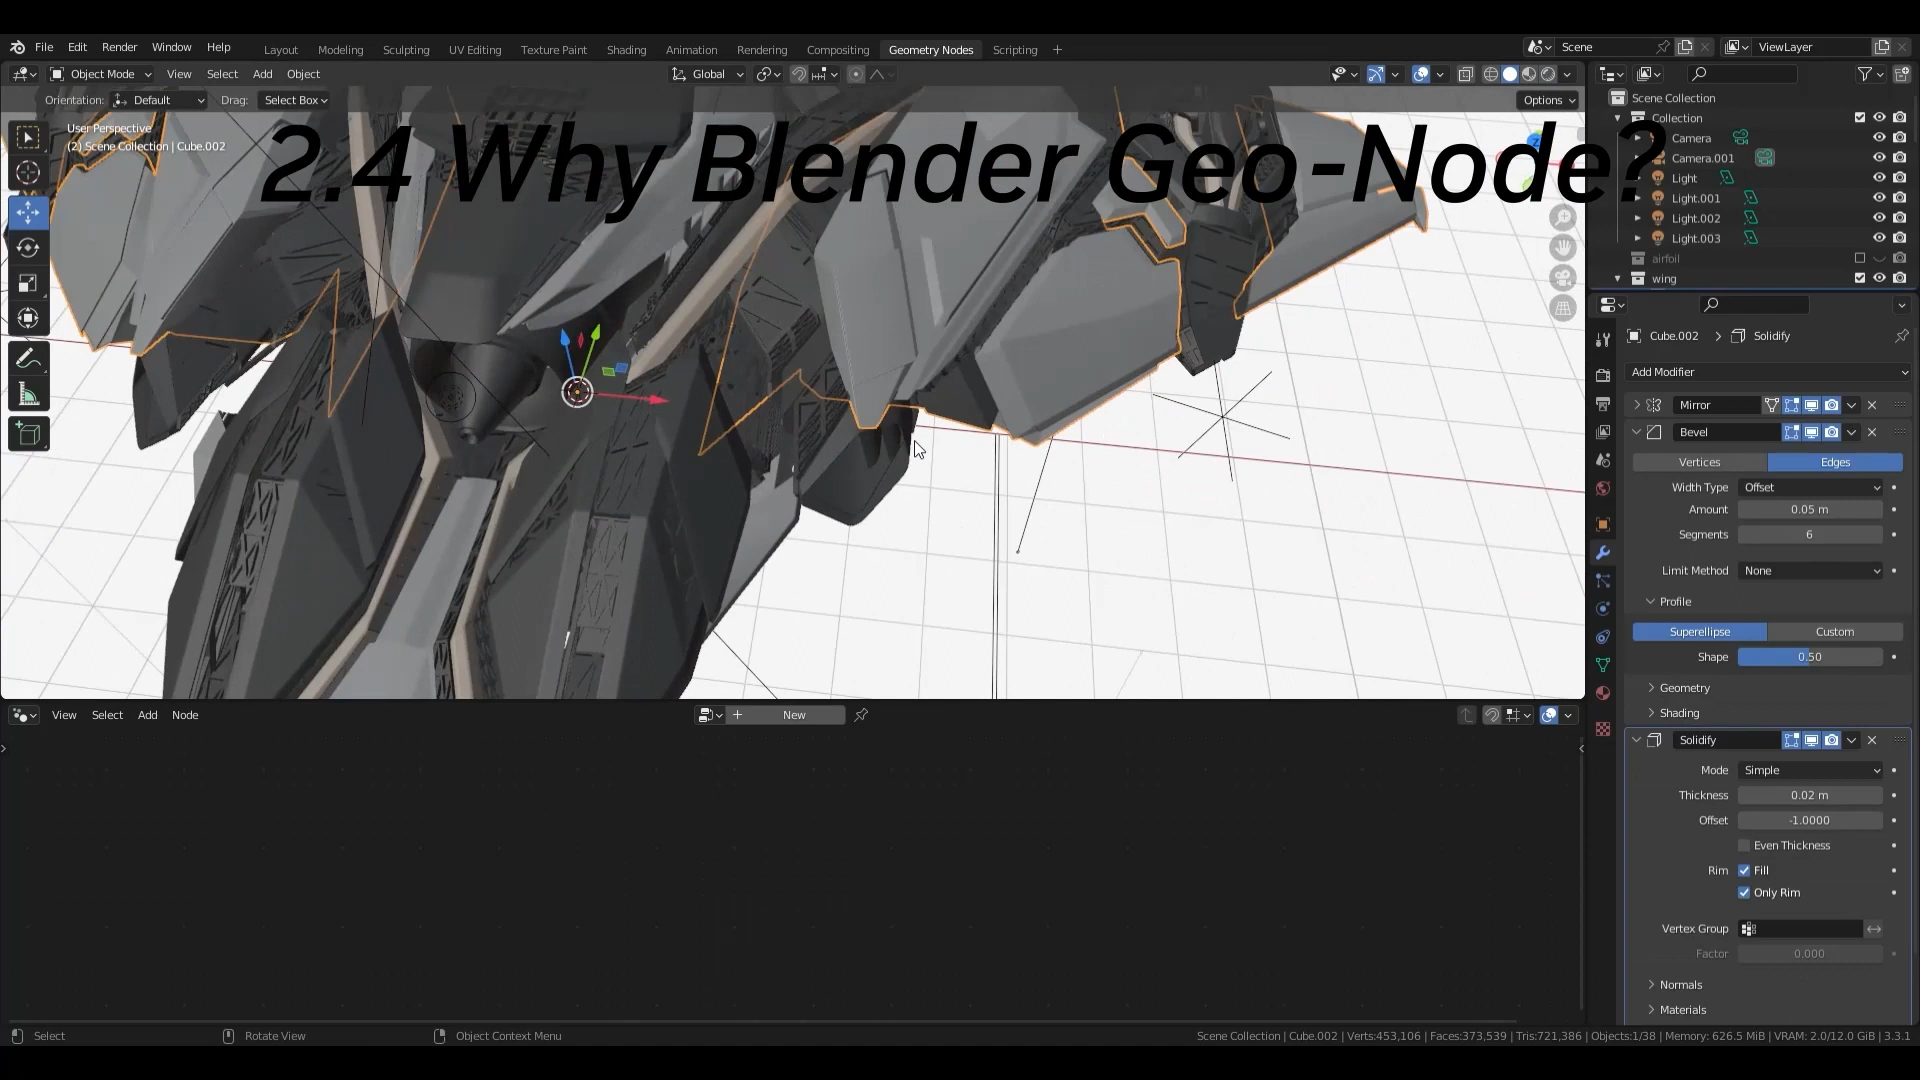 File Edit Render Window Help
Layout Modeling Sculpting UV Editing Texture Paint Shading Animation Rendering Compositing Geometry Nodes Scripting
Scene
ViewLayer
Object Mode View Select Add Object
Global
Orientation: Default Drag: Select Box
Options
User Perspective
(2) Scene Collection | Cube.002
2.4 Why Blender Geo-Node?
Scene Collection
Collection
Camera
Camera.001
Light
Light.001
Light.002
Light.003
airfoil
wing
Cube.002 Solidify
Add Modifier
Mirror
Bevel
Vertices Edges
Width Type Offset
Amount 0.05 m
Segments 6
Limit Method None
Profile
Superellipse Custom
Shape 0.50
Geometry
Shading
Solidify
Mode Simple
Thickness 0.02 m
Offset -1.0000
Even Thickness
Rim Fill
Only Rim
Vertex Group
Factor 0.000
Normals
Materials
View Select Add Node
New
Select Rotate View Object Context Menu
Scene Collection | Cube.002 | Verts:453,106 | Faces:373,539 | Tris:721,386 | Objects:1/38 | Memory: 626.5 MiB | VRAM: 2.0/12.0 GiB | 3.3.1